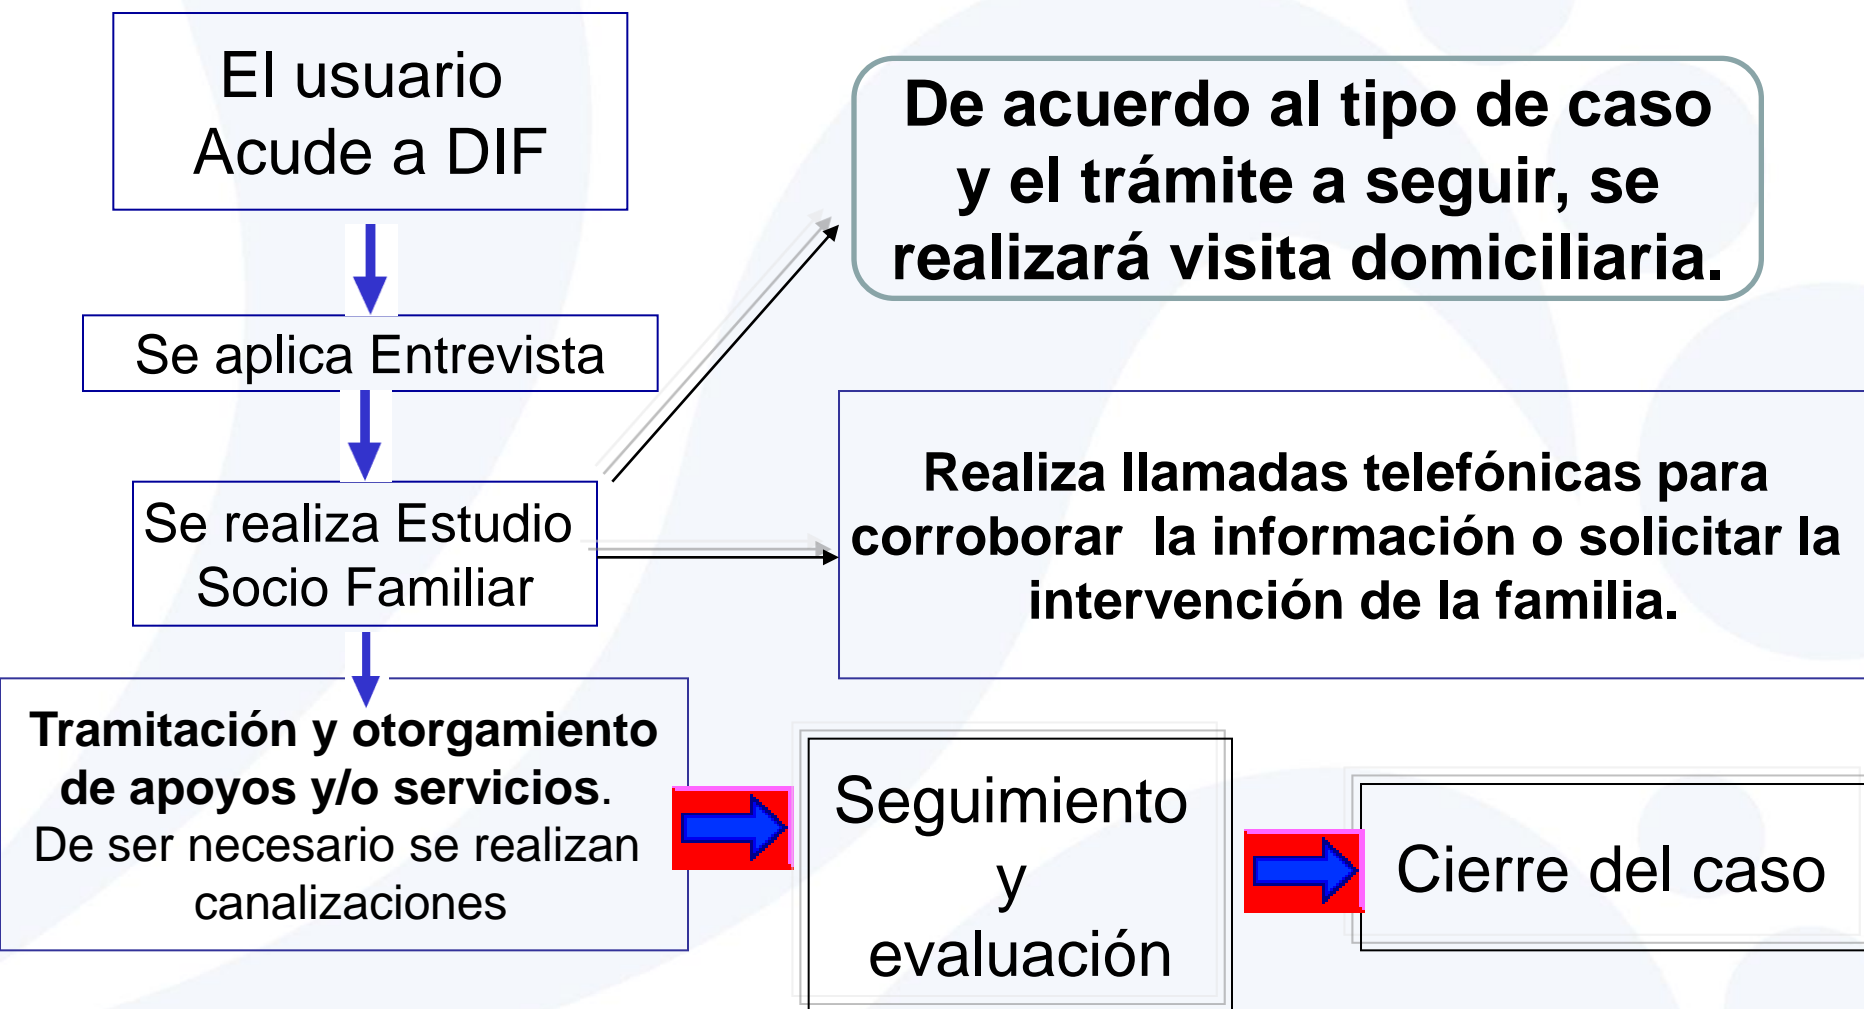 El usuario
Acude a DIF
Se aplica Entrevista
Se realiza Estudio
Socio Familiar
De acuerdo al tipo de caso
y el trámite a seguir, se
realizará visita domiciliaria.
Realiza llamadas telefónicas para
corroborar  la información o solicitar la
intervención de la familia.
Tramitación y otorgamiento
de apoyos y/o servicios.
De ser necesario se realizan
canalizaciones
Seguimiento
y
evaluación
Cierre del caso